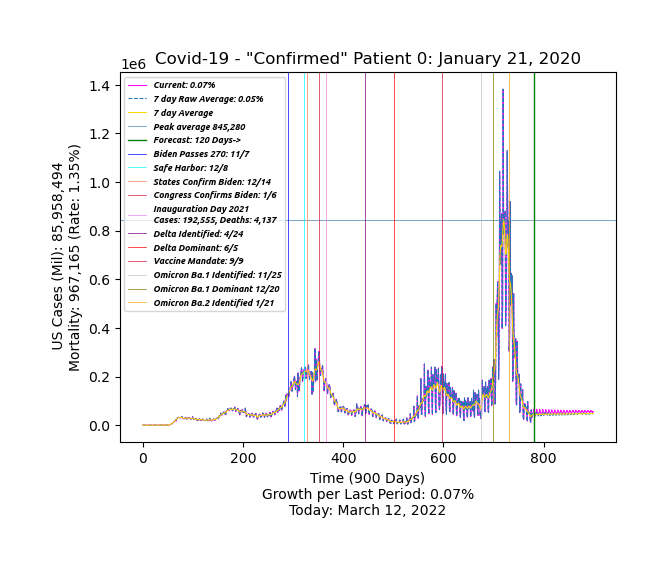 Covid-19 - "Confirmed" Patient 0: January 21, 2020
1e6
1.4
1.2
1.0
0.8
0.6
0.4
0.2
0.0
US Cases (Mil): 85,958,494
Mortality: 967,165 (Rate: 1.35%)
Current: 0.07%
7 day Raw Average: 0.05%
7 day Average
Peak average 845,280
Forecast: 120 Days->
Biden Passes 270: 11/7
Safe Harbor: 12/8
States Confirm Biden: 12/14
Congress Confirms Biden: 1/6
Inauguration Day 2021
Cases: 192,555, Deaths: 4,137
Delta Identified: 4/24
Delta Dominant: 6/5
Vaccine Mandate: 9/9
Omicron Ba.1 Identified: 11/25
Omicron Ba.1 Dominant 12/20
Omicron Ba.2 Identified 1/21
0 200 400 600 800
Time (900 Days)
Growth per Last Period: 0.07%
Today: March 12, 2022